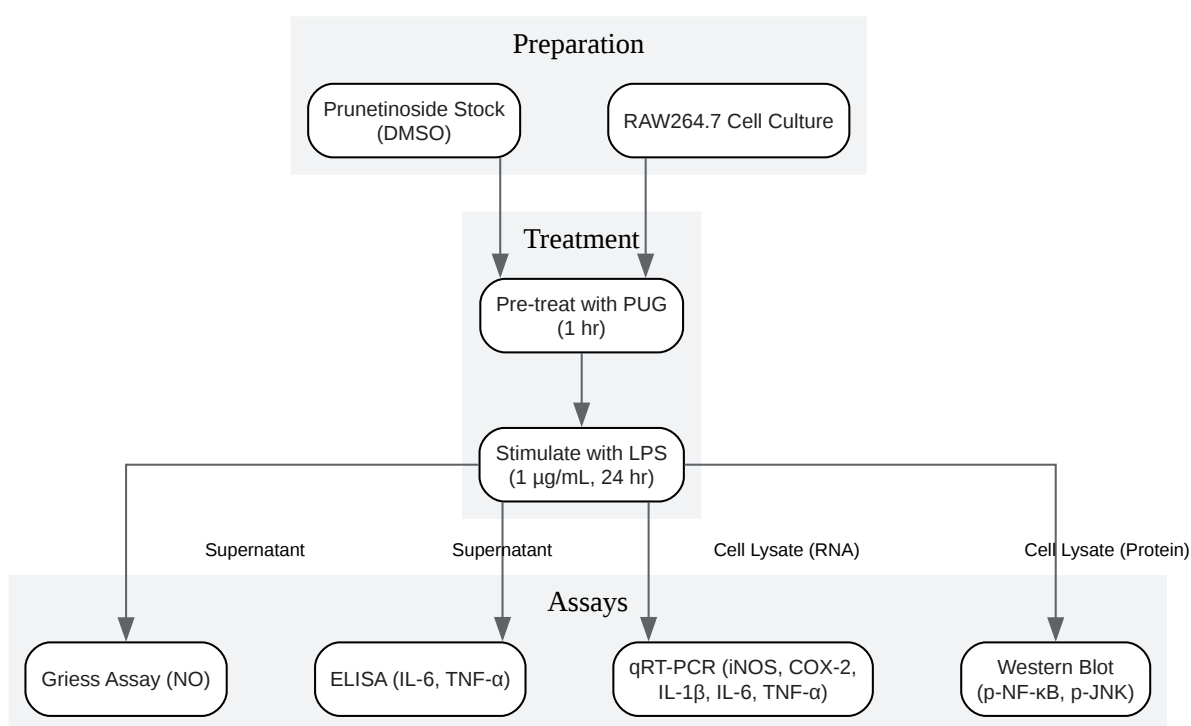 Preparation
Prunetinoside Stock
(DMSO)
RAW264.7 Cell Culture
Treatment
Pre-treat with PUG
(1 hr)
Stimulate with LPS
(1 µg/mL, 24 hr)
Supernatant
Supernatant
Cell Lysate (RNA)
Cell Lysate (Protein)
Assays
Griess Assay (NO)
ELISA (IL-6, TNF-α)
qRT-PCR (iNOS, COX-2,
IL-1β, IL-6, TNF-α)
Western Blot
(p-NF-κB, p-JNK)